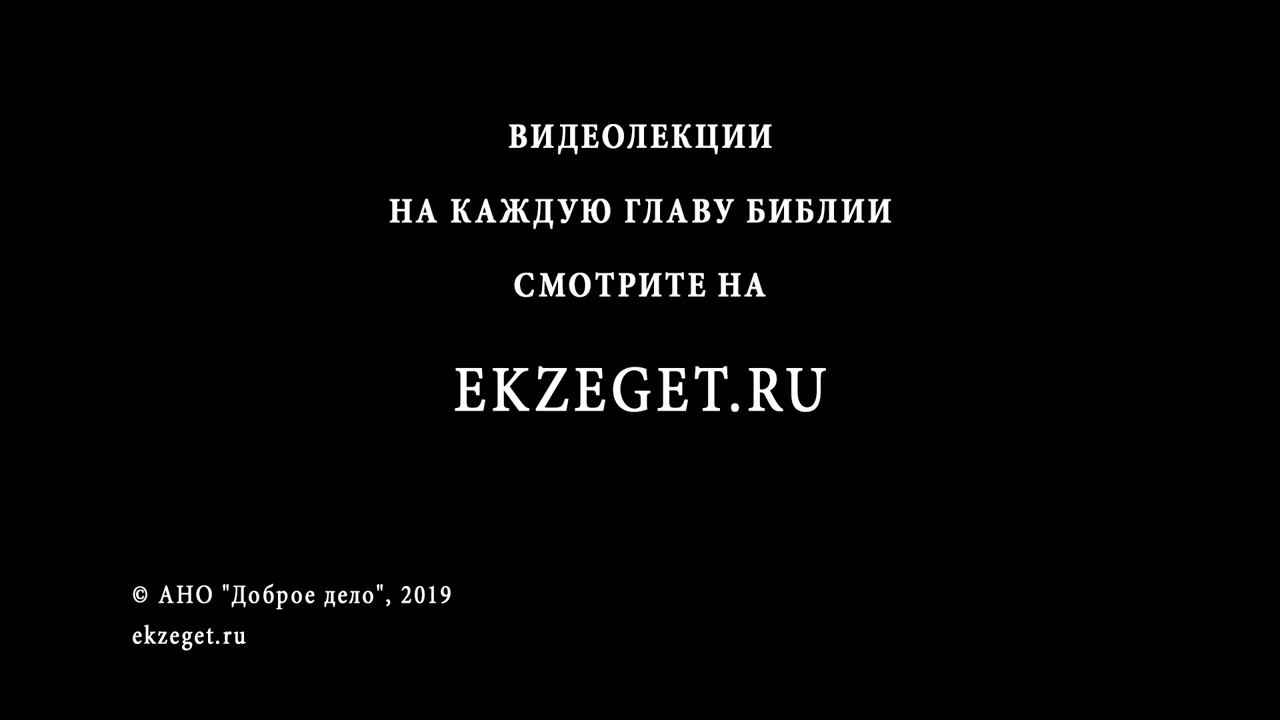 ВИДЕОЛЕКЦИИ
НА КАЖДУЮ ГЛАВУ БИБЛИИ
СМОТРИТЕ НА
EKZEGET.RU
© АНО "Доброе дело", 2019
ekzeget.ru